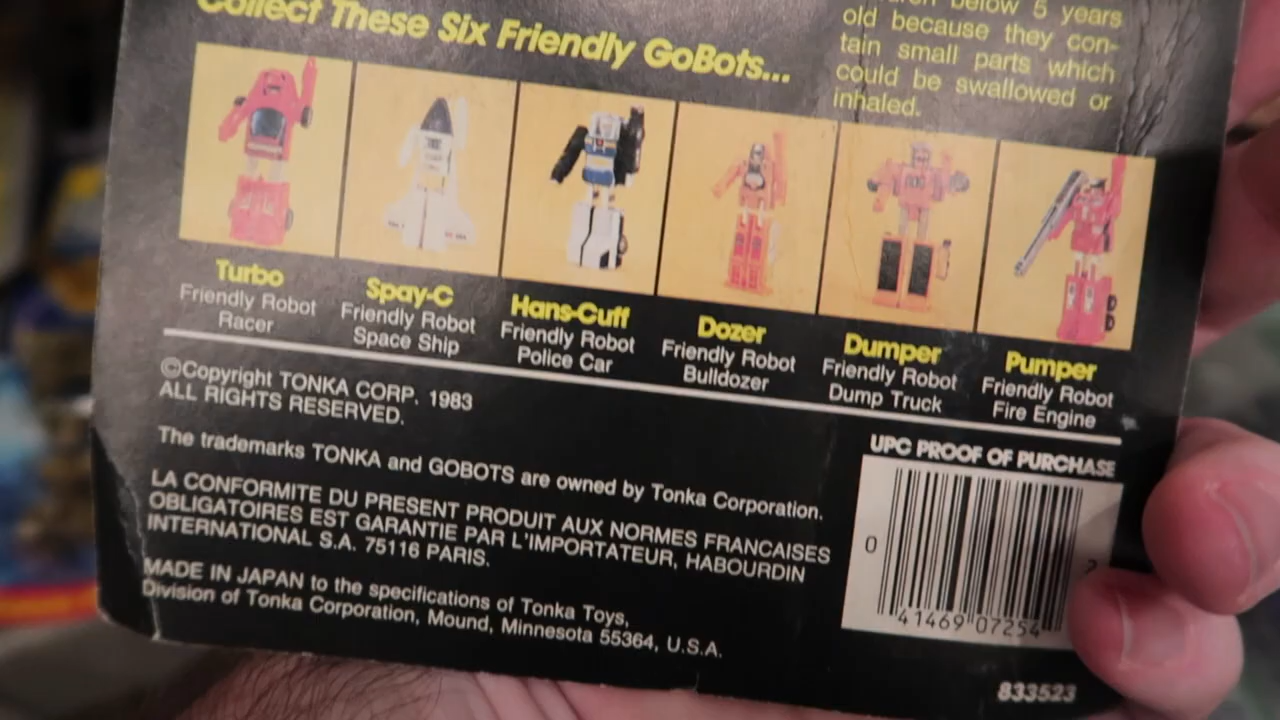 Collect These Six Friendly GoBots...
below 5 years
old because they con-
tain small parts which
could be swallowed or
inhaled.
Turbo
Friendly Robot
Racer
Spay-C
Friendly Robot
Space Ship
Hans-Cuff
Friendly Robot
Police Car
Dozer
Friendly Robot
Bulldozer
Dumper
Friendly Robot
Dump Truck
Pumper
Friendly Robot
Fire Engine
©Copyright TONKA CORP. 1983
ALL RIGHTS RESERVED.
The trademarks TONKA and GOBOTS are owned by Tonka Corporation.
LA CONFORMITE DU PRESENT PRODUIT AUX NORMES FRANCAISES
OBLIGATOIRES EST GARANTIE PAR L'IMPORTATEUR, HABOURDIN
INTERNATIONAL S.A. 75116 PARIS.
MADE IN JAPAN to the specifications of Tonka Toys,
Division of Tonka Corporation, Mound, Minnesota 55364, U.S.A.
UPC PROOF OF PURCHASE
0 41469 07254 2
833523